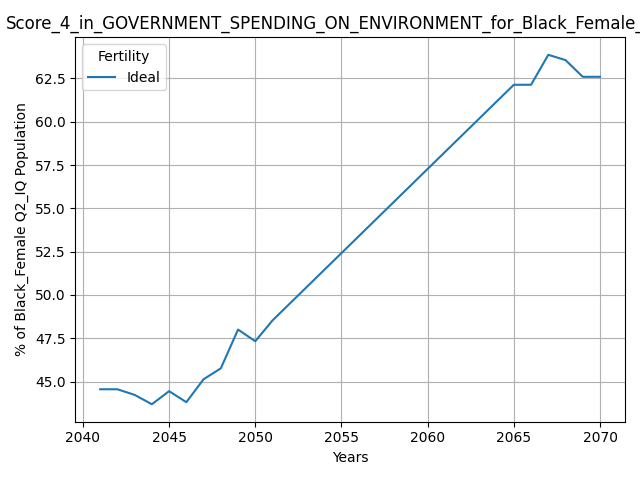 Score_4_in_GOVERNMENT_SPENDING_ON_ENVIRONMENT_for_Black_Female_
Fertility
Ideal
62.5
60.0
57.5
55.0
52.5
50.0
47.5
45.0
% of Black_Female Q2_IQ Population
2040 2045 2050 2055 2060 2065 2070
Years